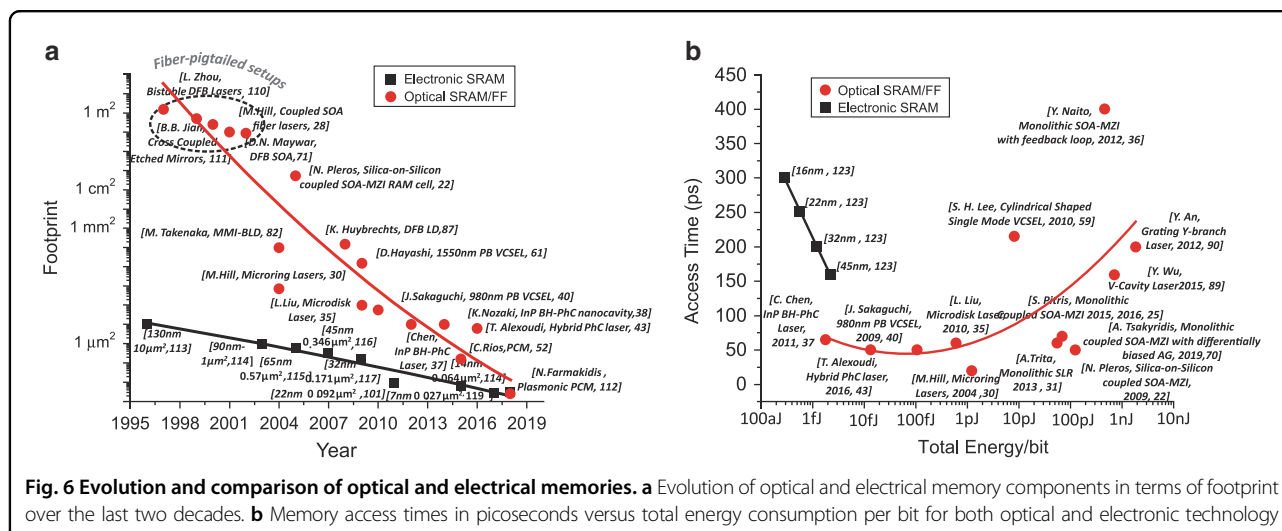 a
Fiber-pigtailed setups
[L. Zhou,
Bistable DFB Lasers, 110]
[M.Hill, Coupled SOA
fiber lasers, 28]
[B.B. Jian,
Cross Coupled
Etched Mirrors, 111]
[D.N. Maywar,
DFB SOA,71]
Electronic SRAM
Optical SRAM/FF
[N. Pleros, Silica-on-Silicon
coupled SOA-MZI RAM cell, 22]
[M. Takenaka, MMI-BLD, 82]
[K. Huybrechts, DFB LD,87]
[D.Hayashi, 1550nm PB VCSEL, 61]
[M.Hill, Microring Lasers, 30]
[L.Liu, Microdisk
Laser, 35]
[J.Sakaguchi, 980nm PB VCSEL, 40]
[K.Nozaki, InP BH-PhC nanocavity,38]
[T. Alexoudi, Hybrid PhC laser, 43]
[Chen,
InP BH-PhC
Laser, 37]
[C.Rios,PCM, 52]
[N.Farmakidis ,
Plasmonic PCM, 112]
[130nm
10µm²,113]
[90nm-
1µm²,114]
[65nm
0.57µm²,115]
[45nm
0.346µm²,116]
[32nm
0.171µm²,117]
[22nm 0.092µm² ,101]
[14nm
0.064µm²,114]
[7nm 0 027µm²,119
1 m²
1 cm²
1 mm²
1 µm²
Footprint
1995
1998
2001
2004
2007
2010
2013
2016
2019
Year
b
Optical SRAM/FF
Electronic SRAM
[Y. Naito,
Monolithic SOA-MZI
with feedback loop, 2012, 36]
[16nm , 123]
[22nm , 123]
[32nm , 123]
[45nm, 123]
[S. H. Lee, Cylindrical Shaped
Single Mode VCSEL, 2010, 59]
[Y. An,
Grating Y-branch
Laser, 2012, 90]
[Y. Wu,
V-Cavity Laser2015, 89]
[C. Chen,
InP BH-PhC
Laser,
2011, 37
[J. Sakaguchi,
980nm PB VCSEL,
2009, 40]
[L. Liu,
Microdisk Laser
2010, 35]
[S. Pitris, Monolithic
Coupled SOA-MZI 2015, 2016, 25]
[A. Tsakyridis, Monolithic
coupled SOA-MZI with differentially
biased AG, 2019,70]
[T. Alexoudi,
Hybrid PhC laser,
2016, 43]
[M.Hill, Microring
Lasers, 2004 ,30]
[A.Trita,
Monolithic SLR
2013 , 31]
[N. Pleros, Silica-on-Silicon
coupled SOA-MZI,
2009, 22]
450
400
350
300
250
200
150
100
50
0
Access Time (ps)
100aJ
1fJ
10fJ
100fJ
1pJ
10pJ
100pJ
1nJ
10nJ
Total Energy/bit
Fig. 6 Evolution and comparison of optical and electrical memories. a Evolution of optical and electrical memory components in terms of footprint
over the last two decades. b Memory access times in picoseconds versus total energy consumption per bit for both optical and electronic technology